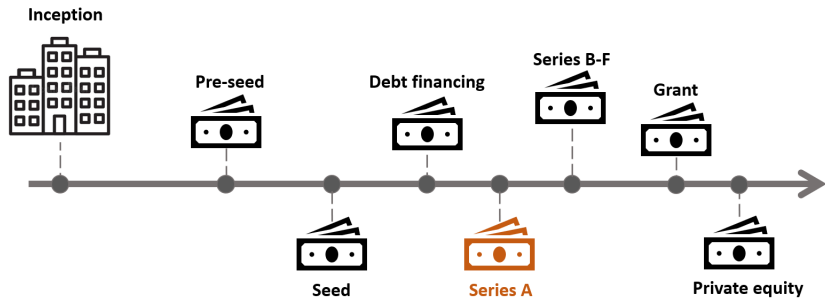 Inception
Pre-seed
Debt financing
Series B-F
Grant
Seed
Series A
Private equity